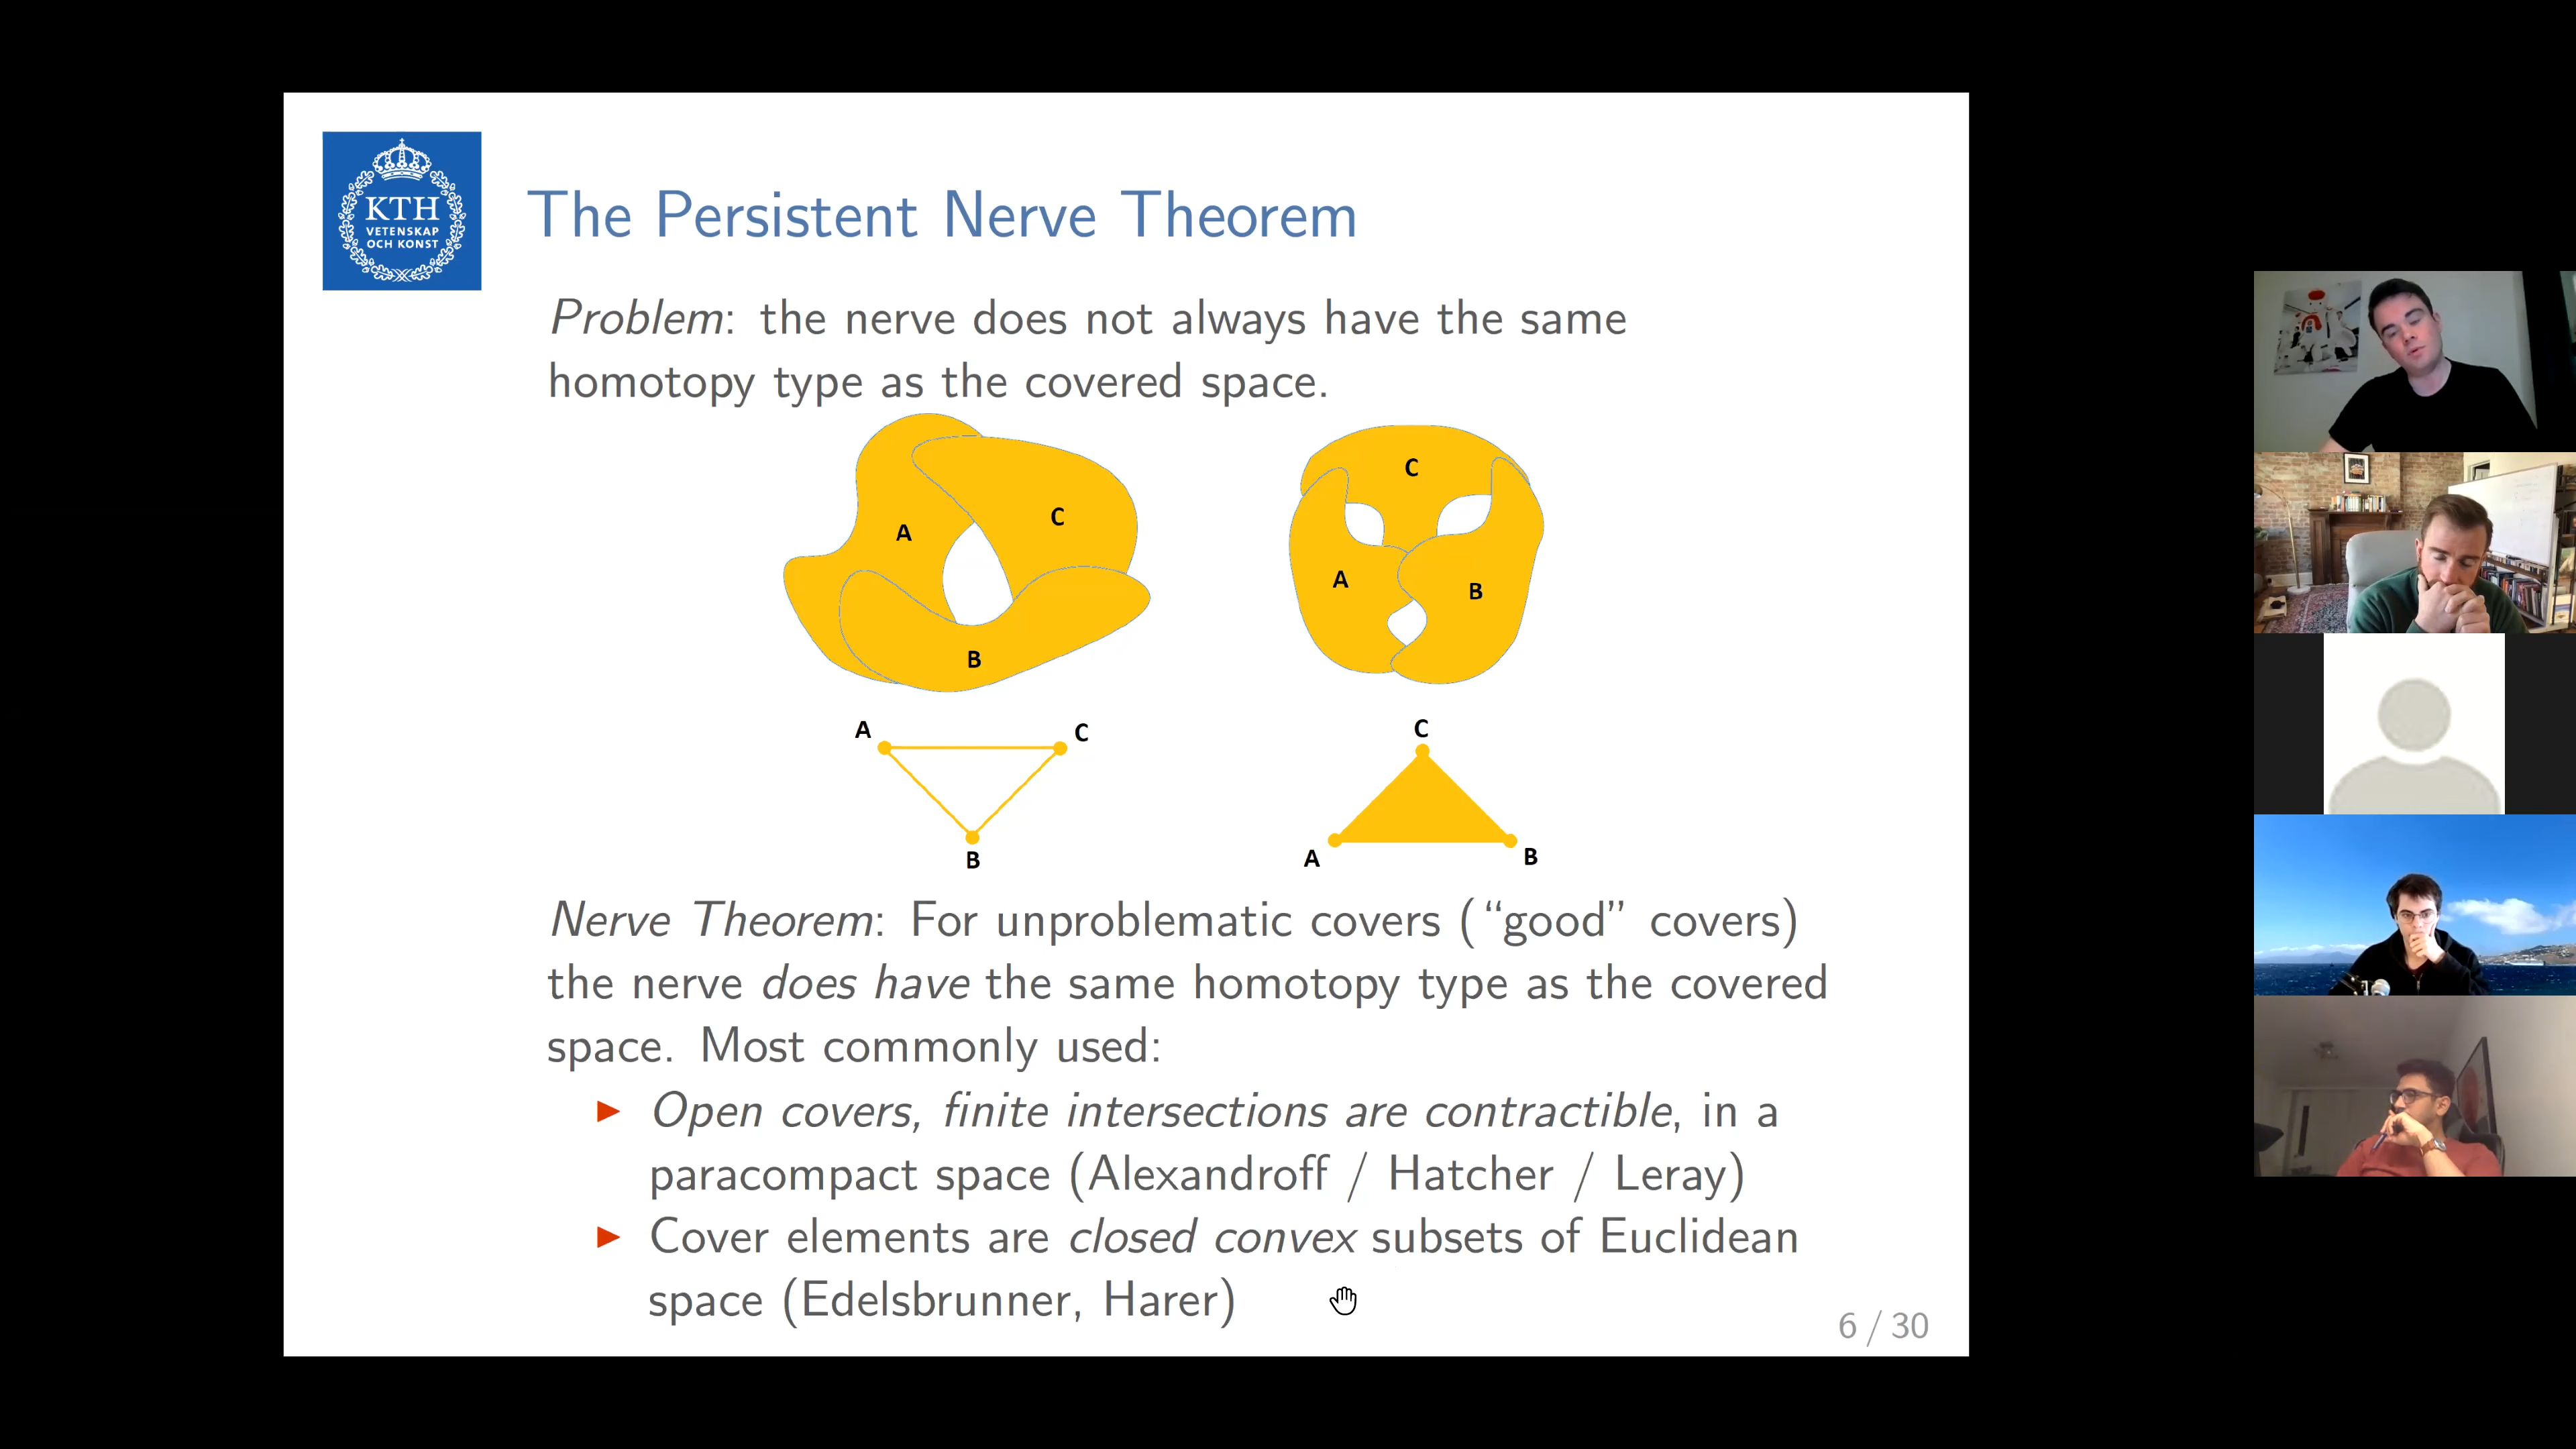 KTH
VETENSKAP
OCH KONST
The Persistent Nerve Theorem
Problem: the nerve does not always have the same
homotopy type as the covered space.
A
C
B
C
A
B
A
C
B
C
A
B
Nerve Theorem: For unproblematic covers (“good” covers)
the nerve does have the same homotopy type as the covered
space. Most commonly used:
▶ Open covers, finite intersections are contractible, in a
paracompact space (Alexandroff / Hatcher / Leray)
▶ Cover elements are closed convex subsets of Euclidean
space (Edelsbrunner, Harer)
6 / 30